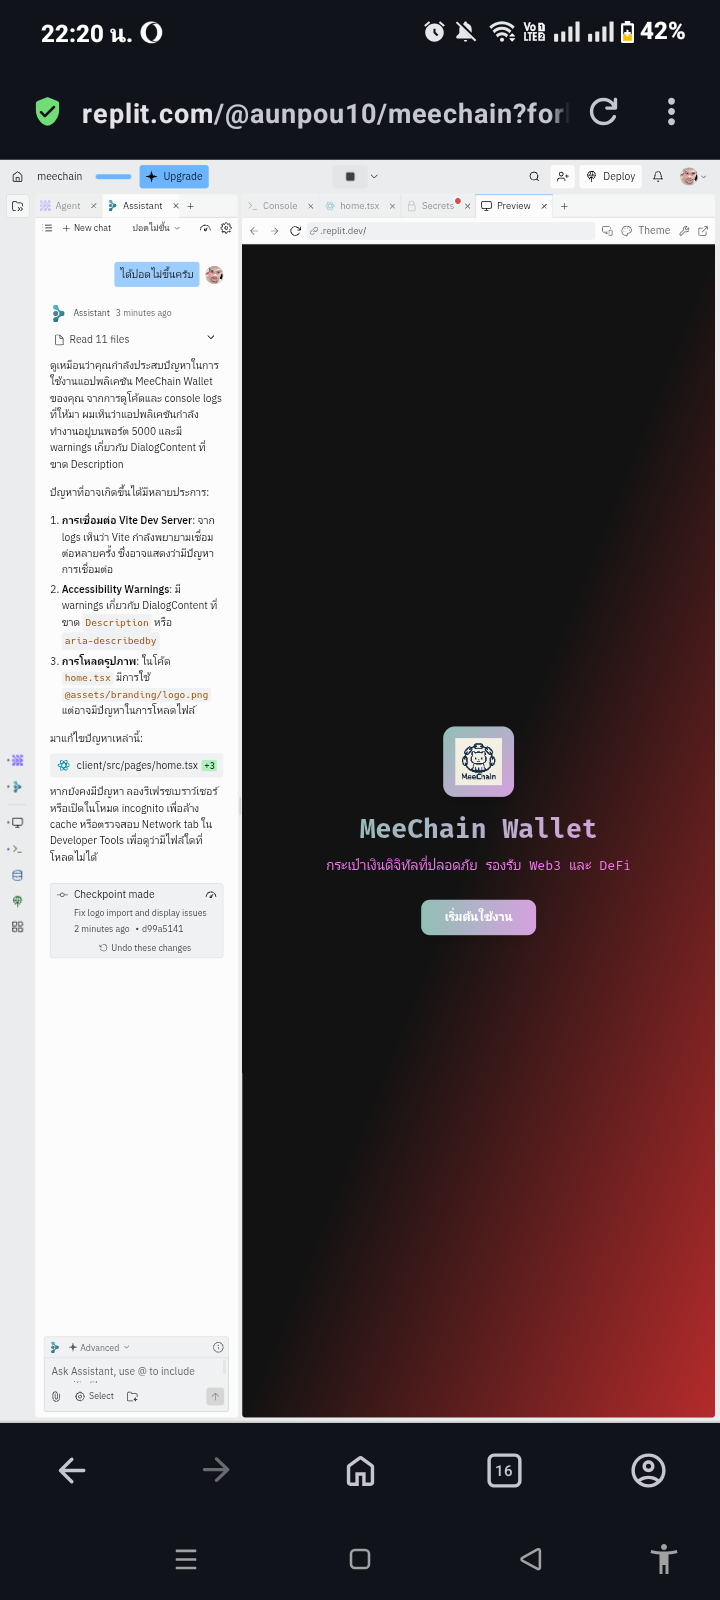 22:20 น.
Vo LTE 2
42%
replit.com/@aunpou10/meechain?for
meechain
Upgrade
Deploy
Agent
Assistant
Console
home.tsx
Secrets
Preview
New chat
ปอดไม่ขึ้น
.replit.dev/
Theme
ได้ปอดไม่ขึ้นครับ
Assistant 3 minutes ago
Read 11 files
ดูเหมือนว่าคุณกำลังประสบปัญหาในการ
ใช้งานแอปพลิเคชัน MeeChain Wallet
ของคุณ จากการดูโค้ดและ console logs
ที่ให้มา ผมเห็นว่าแอปพลิเคชันกำลัง
ทำงานอยู่บนพอร์ต 5000 และมี
warnings เกี่ยวกับ DialogContent ที่
ขาด Description
ปัญหาที่อาจเกิดขึ้นได้มีหลายประการ:
1. การเชื่อมต่อ Vite Dev Server: จาก
logs เห็นว่า Vite กำลังพยายามเชื่อม
ต่อหลายครั้ง ซึ่งอาจแสดงว่ามีปัญหา
การเชื่อมต่อ
2. Accessibility Warnings: มี
warnings เกี่ยวกับ DialogContent ที่
ขาด Description หรือ
aria-describedby
3. การโหลดรูปภาพ: ในโค้ด
home.tsx มีการใช้
@assets/branding/logo.png
แต่อาจมีปัญหาในการโหลดไฟล์
มาแก้ไขปัญหาเหล่านี้:
client/src/pages/home.tsx +3
หากยังคงมีปัญหา ลองรีเฟรชเบราว์เซอร์
หรือเปิดในโหมด incognito เพื่อล้าง
cache หรือตรวจสอบ Network tab ใน
Developer Tools เพื่อดูว่ามีไฟล์ใดที่
โหลดไม่ได้
Checkpoint made
Fix logo import and display issues
2 minutes ago • d99a5141
Undo these changes
MeeChain
MeeChain Wallet
กระเป๋าเงินดิจิทัลที่ปลอดภัย รองรับ Web3 และ DeFi
เริ่มต้นใช้งาน
Advanced
Ask Assistant, use @ to include
Select
16